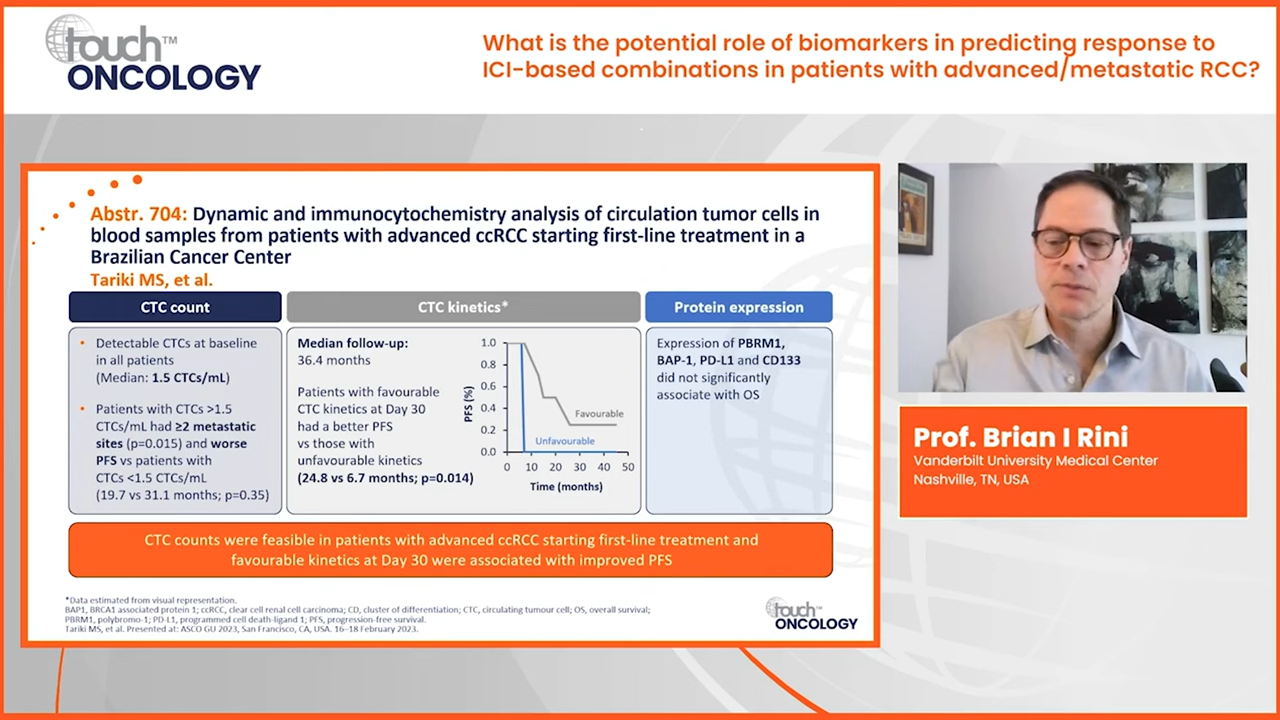 touch™
ONCOLOGY
What is the potential role of biomarkers in predicting response to
ICI-based combinations in patients with advanced/metastatic RCC?
Abstr. 704: Dynamic and immunocytochemistry analysis of circulation tumor cells in
blood samples from patients with advanced ccRCC starting first-line treatment in a
Brazilian Cancer Center
Tariki MS, et al.
CTC count
• Detectable CTCs at baseline
in all patients
(Median: 1.5 CTCs/mL)
• Patients with CTCs >1.5
CTCs/mL had ≥2 metastatic
sites (p=0.015) and worse
PFS vs patients with
CTCs <1.5 CTCs/mL
(19.7 vs 31.1 months; p=0.35)
CTC kinetics*
Median follow-up:
36.4 months
Patients with favourable
CTC kinetics at Day 30
had a better PFS
vs those with
unfavourable kinetics
(24.8 vs 6.7 months; p=0.014)
PFS (%)
1.0
0.8
0.6
0.4
0.2
0.0
Favourable
Unfavourable
0 10 20 30 40 50
Time (months)
Protein expression
Expression of PBRM1,
BAP-1, PD-L1 and CD133
did not significantly
associate with OS
CTC counts were feasible in patients with advanced ccRCC starting first-line treatment and
favourable kinetics at Day 30 were associated with improved PFS
*Data estimated from visual representation.
BAP1, BRCA1 associated protein 1; ccRCC, clear cell renal cell carcinoma; CD, cluster of differentiation; CTC, circulating tumour cell; OS, overall survival;
PBRM1, polybromo-1; PD-L1, programmed cell death-ligand 1; PFS, progression-free survival.
Tariki MS, et al. Presented at: ASCO GU 2023, San Francisco, CA, USA. 16–18 February 2023.
touch™
ONCOLOGY
Prof. Brian I Rini
Vanderbilt University Medical Center
Nashville, TN, USA